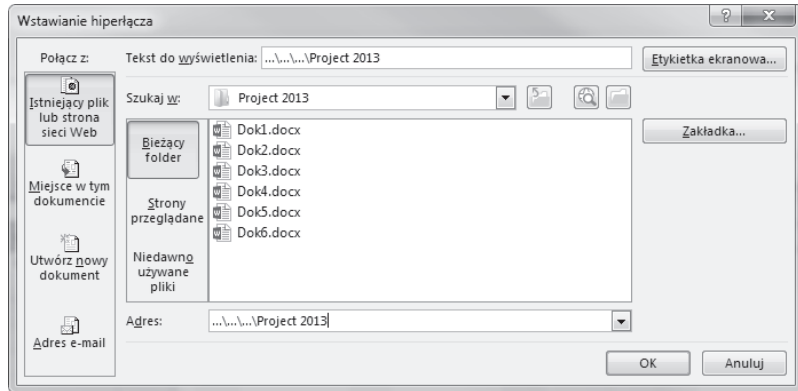 Wstawianie hiperłącza
Połącz z:
Tekst do wyświetlenia: ...\...\...\Project 2013
Etykietka ekranowa...
Istniejący plik
lub strona
sieci Web
Miejsce w tym
dokumencie
Utwórz nowy
dokument
Adres e-mail
Szukaj w: Project 2013
Bieżący
folder
Strony
przeglądane
Niedawno
używane
pliki
Dok1.docx
Dok2.docx
Dok3.docx
Dok4.docx
Dok5.docx
Dok6.docx
Zakładka...
Adres: ...\...\...\Project 2013
OK
Anuluj